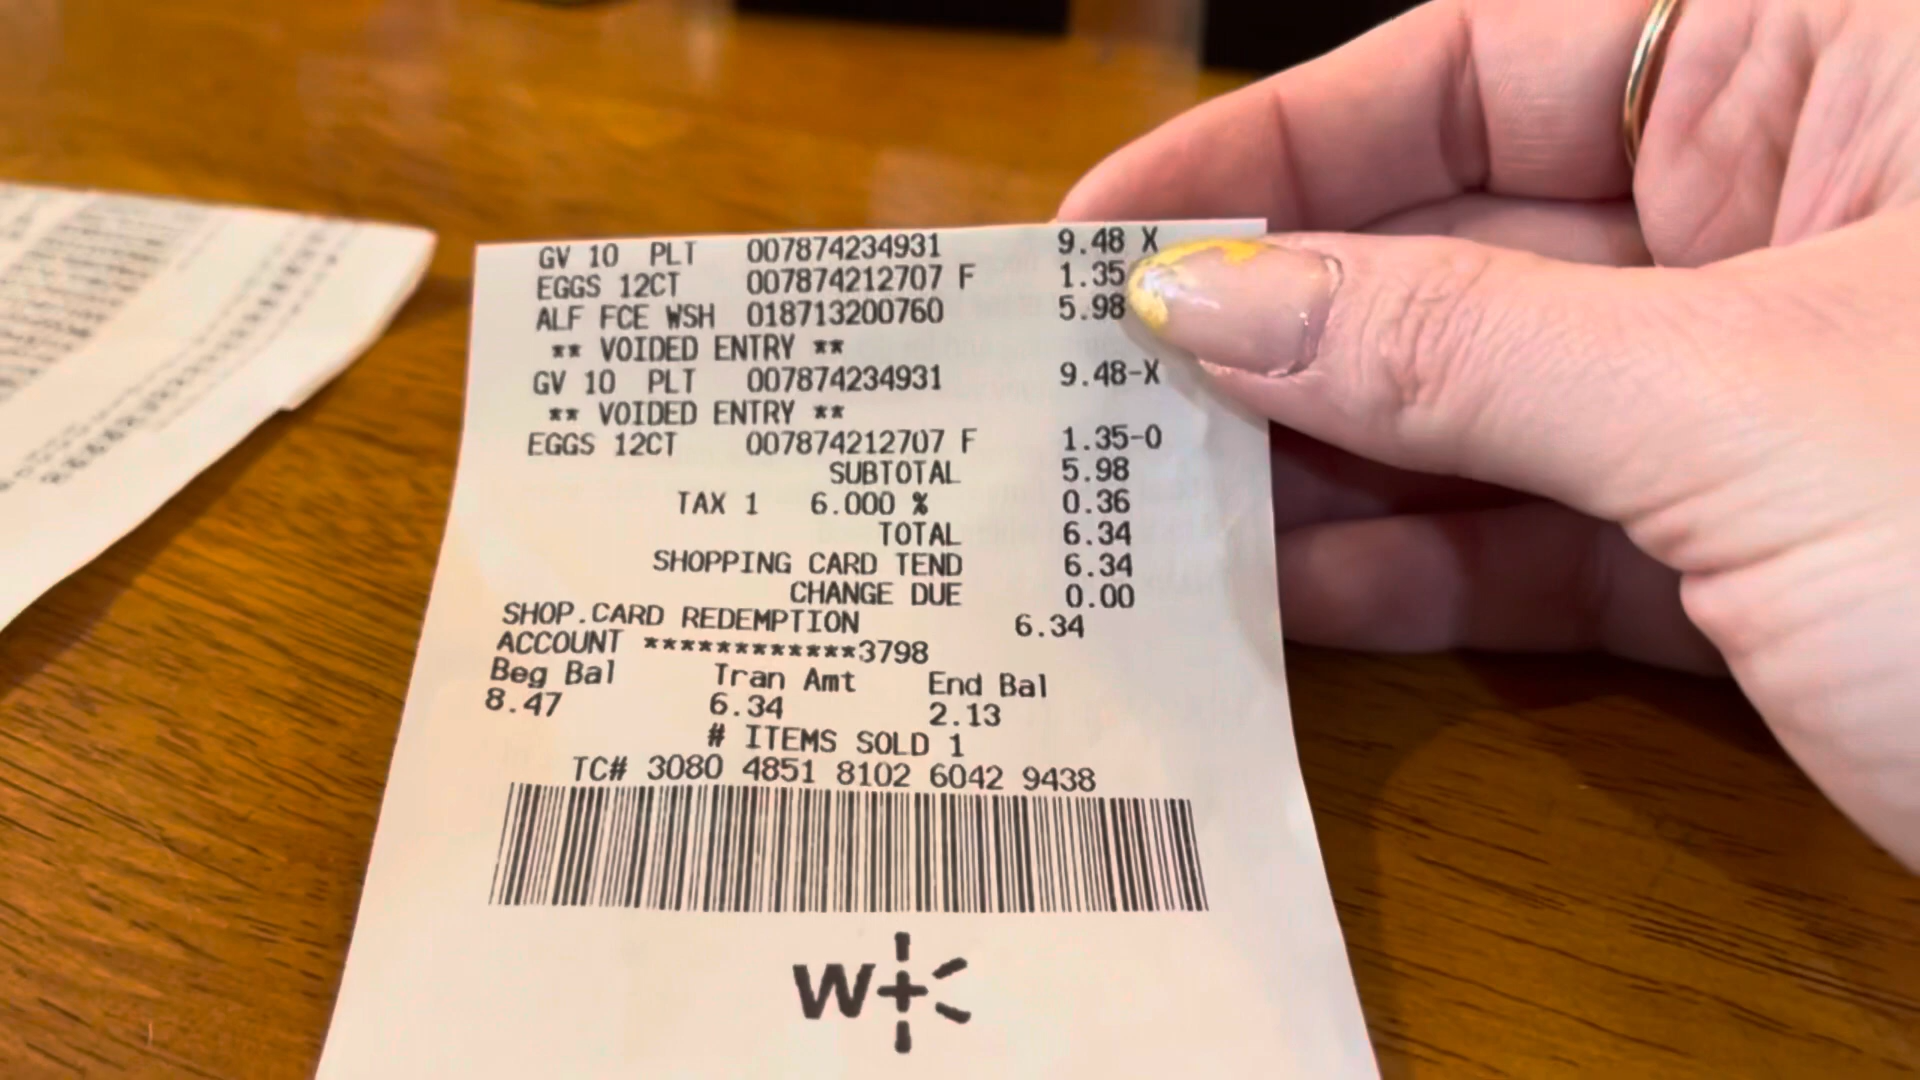 GV 10 PLT 007874234931 9.48 X
EGGS 12CT 007874212707 F 1.35
ALF FCE WSH 018713200760 5.98
** VOIDED ENTRY **
GV 10 PLT 007874234931 9.48-X
** VOIDED ENTRY **
EGGS 12CT 007874212707 F 1.35-O
SUBTOTAL 5.98
TAX 1 6.000 % 0.36
TOTAL 6.34
SHOPPING CARD TEND 6.34
CHANGE DUE 0.00
SHOP.CARD REDEMPTION 6.34
ACCOUNT ************3798
Beg Bal Tran Amt End Bal
8.47 6.34 2.13
# ITEMS SOLD 1
TC# 3080 4851 8102 6042 9438
W+